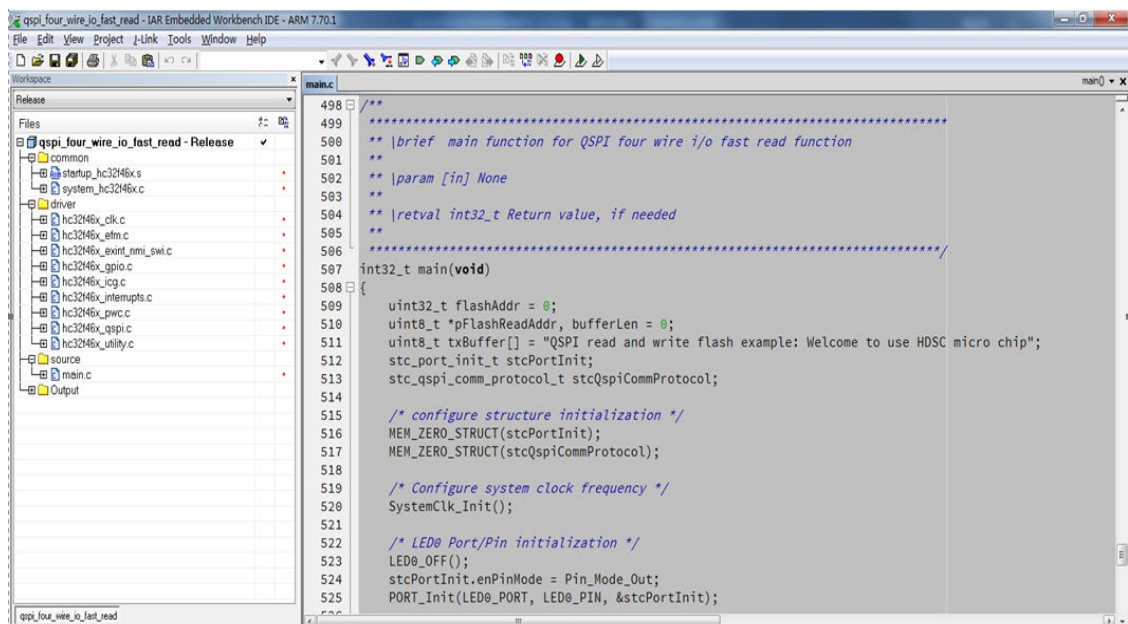 qspi_four_wire_io_fast_read - IAR Embedded Workbench IDE - ARM 7.70.1
File Edit View Project J-Link Tools Window Help
Workspace
Release
Files
qspi_four_wire_io_fast_read - Release
common
startup_hc32f46x.s
system_hc32f46x.c
driver
hc32f46x_clk.c
hc32f46x_efm.c
hc32f46x_exint_nmi_swi.c
hc32f46x_gpio.c
hc32f46x_icg.c
hc32f46x_interrupts.c
hc32f46x_pwc.c
hc32f46x_qspi.c
hc32f46x_utility.c
source
main.c
Output
qspi_four_wire_io_fast_read
main.c
main()
498 /**
499 *******************************************************************************
500 ** \brief main function for QSPI four wire i/o fast read function
501 **
502 ** \param [in] None
503 **
504 ** \retval int32_t Return value, if needed
505 **
506 ******************************************************************************/
507 int32_t main(void)
508 {
509 uint32_t flashAddr = 0;
510 uint8_t *pFlashReadAddr, bufferLen = 0;
511 uint8_t txBuffer[] = "QSPI read and write flash example: Welcome to use HDSC micro chip";
512 stc_port_init_t stcPortInit;
513 stc_qspi_comm_protocol_t stcQspiCommProtocol;
514
515 /* configure structure initialization */
516 MEM_ZERO_STRUCT(stcPortInit);
517 MEM_ZERO_STRUCT(stcQspiCommProtocol);
518
519 /* Configure system clock frequency */
520 SystemClk_Init();
521
522 /* LED0 Port/Pin initialization */
523 LED0_OFF();
524 stcPortInit.enPinMode = Pin_Mode_Out;
525 PORT_Init(LED0_PORT, LED0_PIN, &stcPortInit);